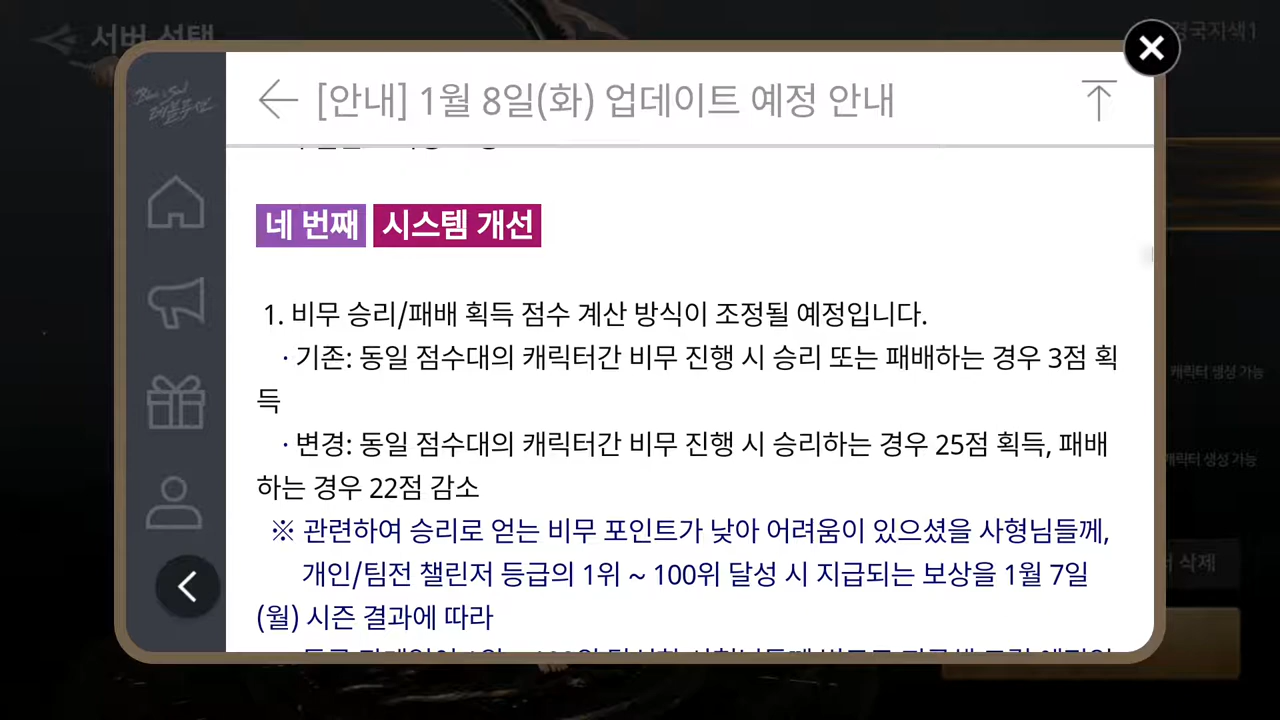 서버 선택
경국지색1
[안내] 1월 8일(화) 업데이트 예정 안내
네 번째 시스템 개선
1. 비무 승리/패배 획득 점수 계산 방식이 조정될 예정입니다.
· 기존: 동일 점수대의 캐릭터간 비무 진행 시 승리 또는 패배하는 경우 3점 획
득
· 변경: 동일 점수대의 캐릭터간 비무 진행 시 승리하는 경우 25점 획득, 패배
하는 경우 22점 감소
※ 관련하여 승리로 얻는 비무 포인트가 낮아 어려움이 있으셨을 사형님들께,
개인/팀전 챌린저 등급의 1위 ~ 100위 달성 시 지급되는 보상을 1월 7일
(월) 시즌 결과에 따라
캐릭터 생성 가능
캐릭터 생성 가능
삭제